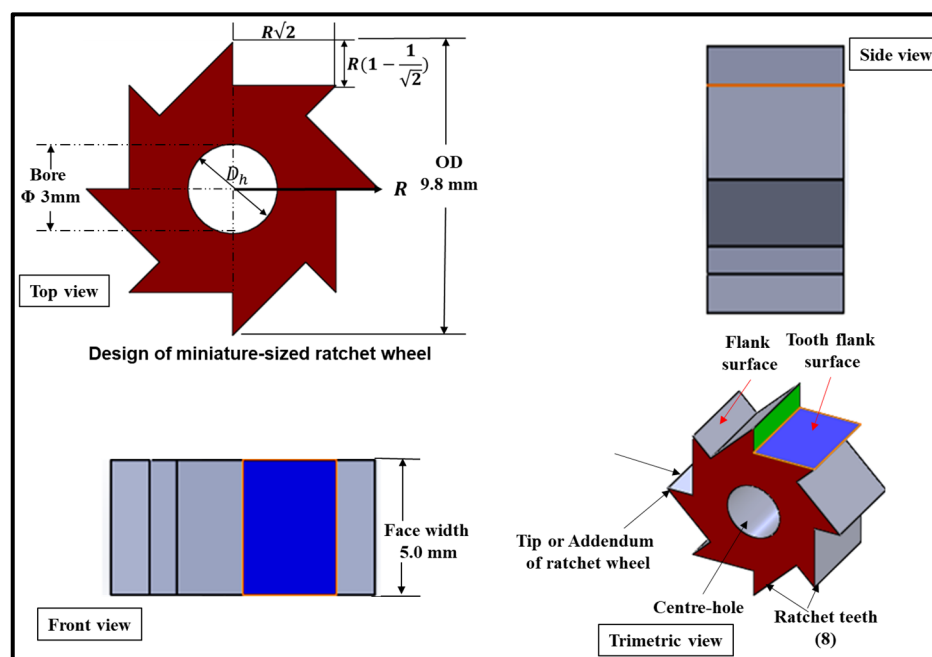 R√2
R(1 − 1/√2)
Side view
OD
9.8 mm
Bore
Φ 3mm
D_h
R
Top view
Design of miniature-sized ratchet wheel
Flank
surface
Tooth flank
surface
Face width
5.0 mm
Tip or Addendum
of ratchet wheel
Centre-hole
Ratchet teeth
(8)
Front view
Trimetric view